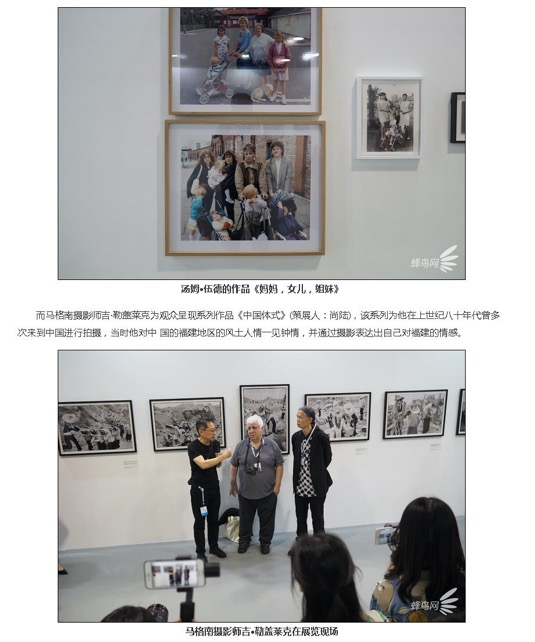 蜂鸟网
汤姆•伍德的作品《妈妈，女儿，姐妹》
而马格南摄影师吉·勒盖莱克为观众呈现系列作品《中国体式》(策展人：尚陆)，该系列为他在上世纪八十年代曾多
次来到中国进行拍摄，当时他对中 国的福建地区的风土人情一见钟情，并通过摄影表达出自己对福建的情感。
蜂鸟网
马格南摄影师吉•勒盖莱克在展览现场